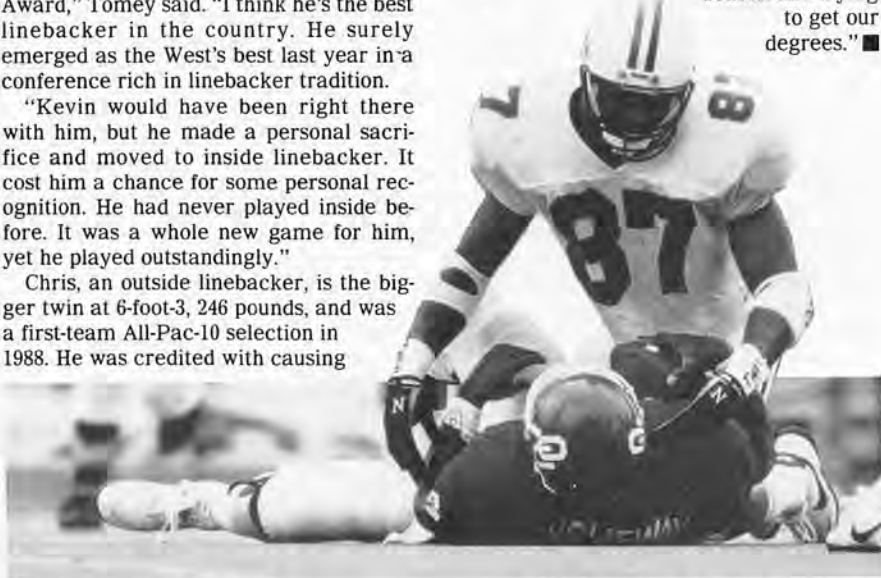 Award," Tomey said. "I think he's the best
linebacker in the country. He surely
emerged as the West's best last year in a
conference rich in linebacker tradition.
"Kevin would have been right there
with him, but he made a personal sacri-
fice and moved to inside linebacker. It
cost him a chance for some personal rec-
ognition. He had never played inside be-
fore. It was a whole new game for him,
yet he played outstandingly."
Chris, an outside linebacker, is the big-
ger twin at 6-foot-3, 246 pounds, and was
a first-team All-Pac-10 selection in
1988. He was credited with causing
to get our
degrees."
87
87
N
N
OU